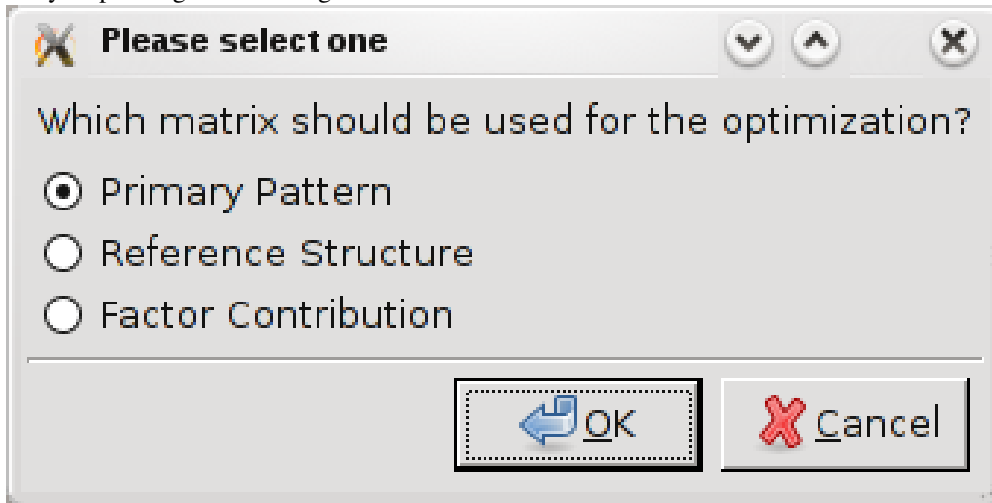 Please select one
Which matrix should be used for the optimization?
Primary Pattern
Reference Structure
Factor Contribution
OK
Cancel